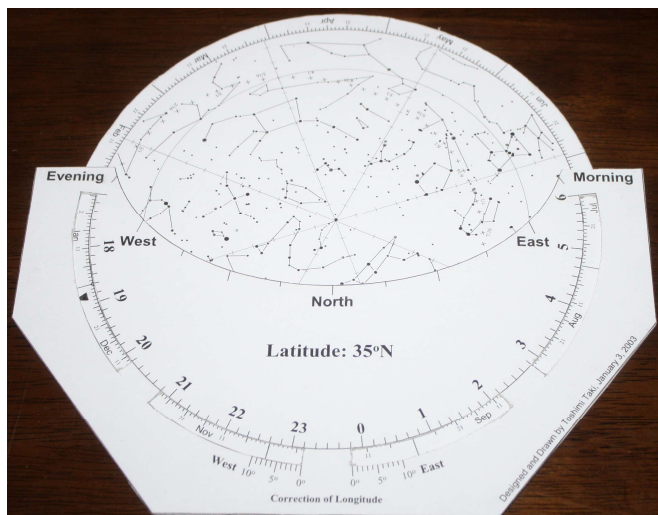 Apr
May
Mar
Jun
Feb
Evening
Morning
West
East
North
Jan
Jul
18
19
20
21
22
23
0
1
2
3
4
5
6
Dec
Nov
Sep
Aug
Latitude: 35°N
West 10° 5° 0°
0° 5° 10° East
Correction of Longitude
Designed and Drawn by Toshimi Taki, January 3, 2003